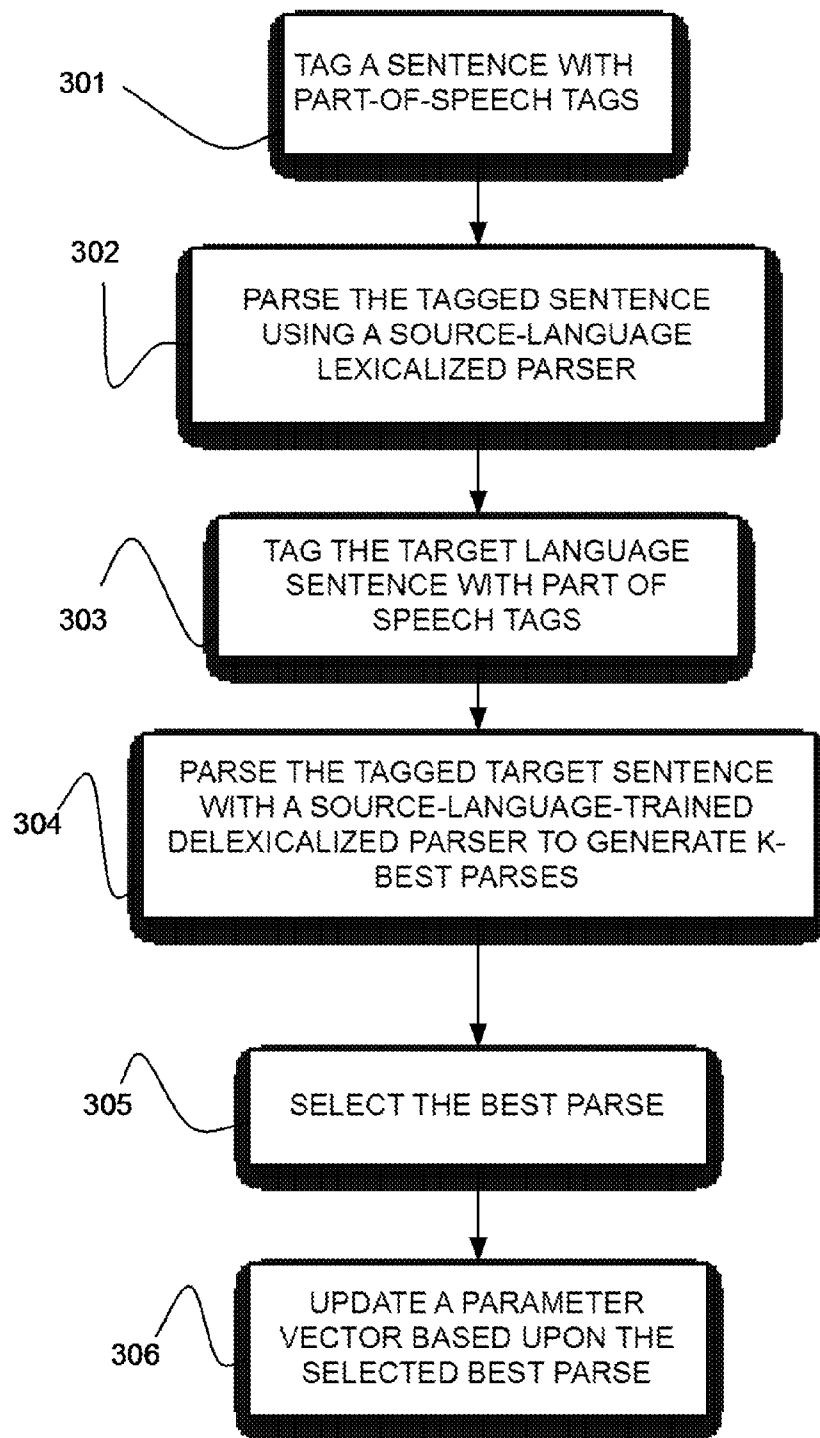 301
TAG A SENTENCE WITH
PART-OF-SPEECH TAGS
302
PARSE THE TAGGED SENTENCE
USING A SOURCE-LANGUAGE
LEXICALIZED PARSER
303
TAG THE TARGET LANGUAGE
SENTENCE WITH PART OF
SPEECH TAGS
304
PARSE THE TAGGED TARGET SENTENCE
WITH A SOURCE-LANGUAGE-TRAINED
DELEXICALIZED PARSER TO GENERATE K-
BEST PARSES
305
SELECT THE BEST PARSE
306
UPDATE A PARAMETER
VECTOR BASED UPON THE
SELECTED BEST PARSE